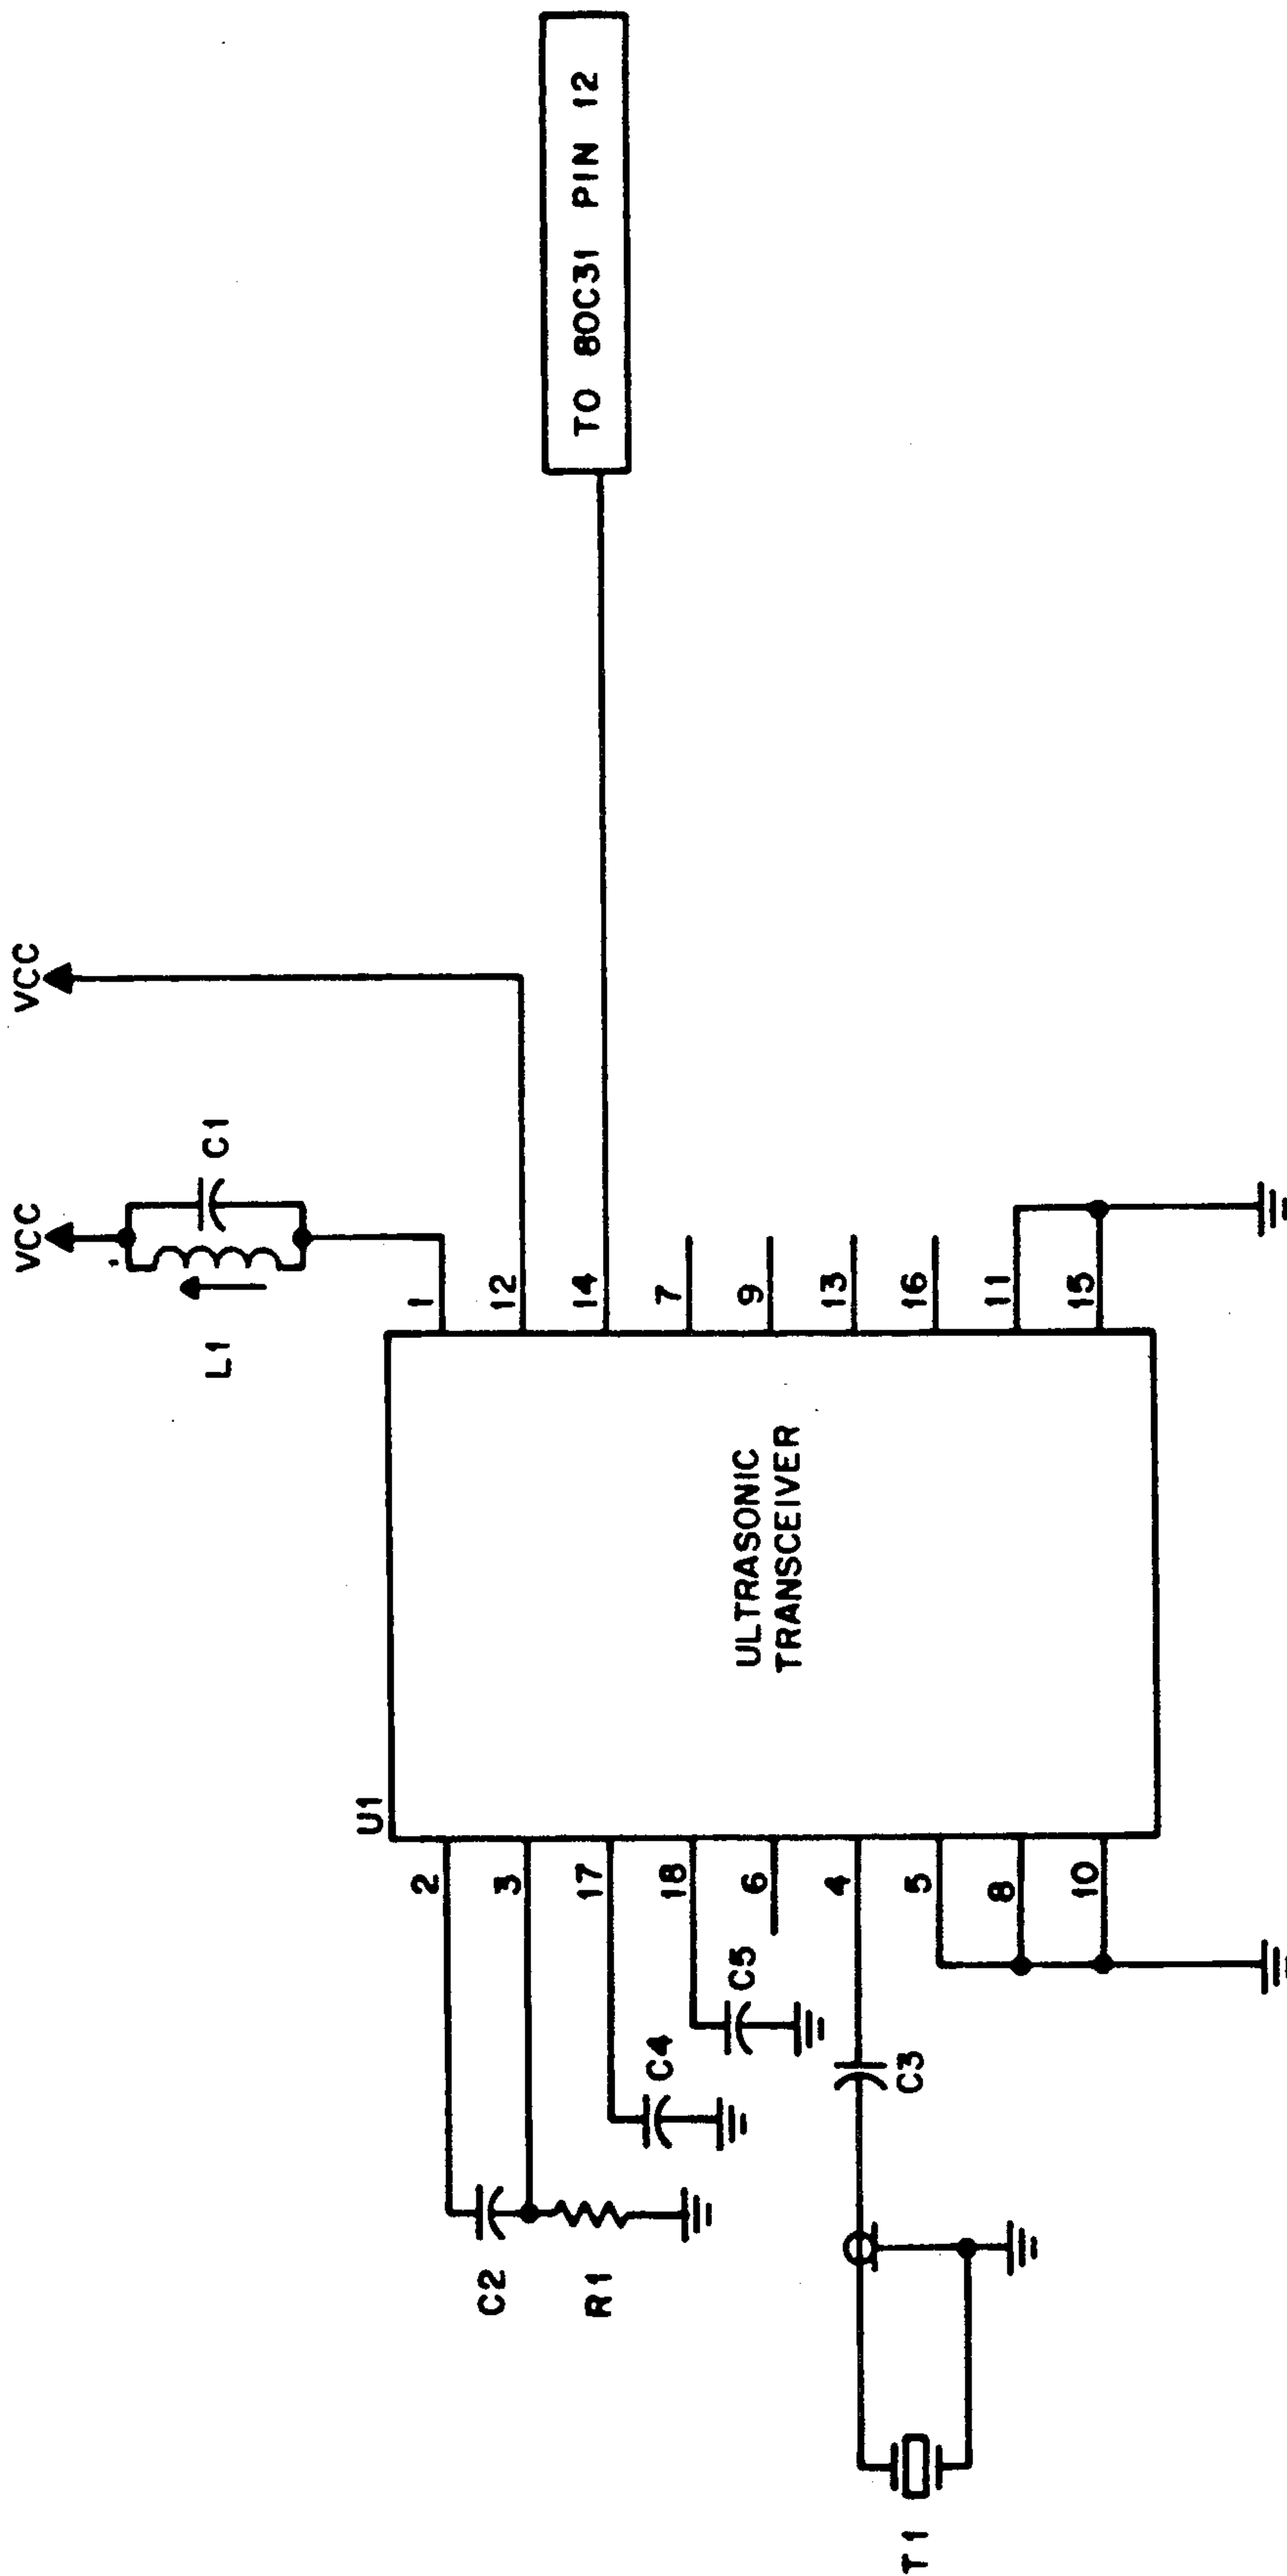 VCC
VCC
L1
C1
TO 80C31 PIN 12
U1
ULTRASONIC
TRANSCEIVER
2
3
17
18
6
4
5
8
10
1
12
14
7
9
13
16
11
15
C2
R1
C4
C5
C3
T1